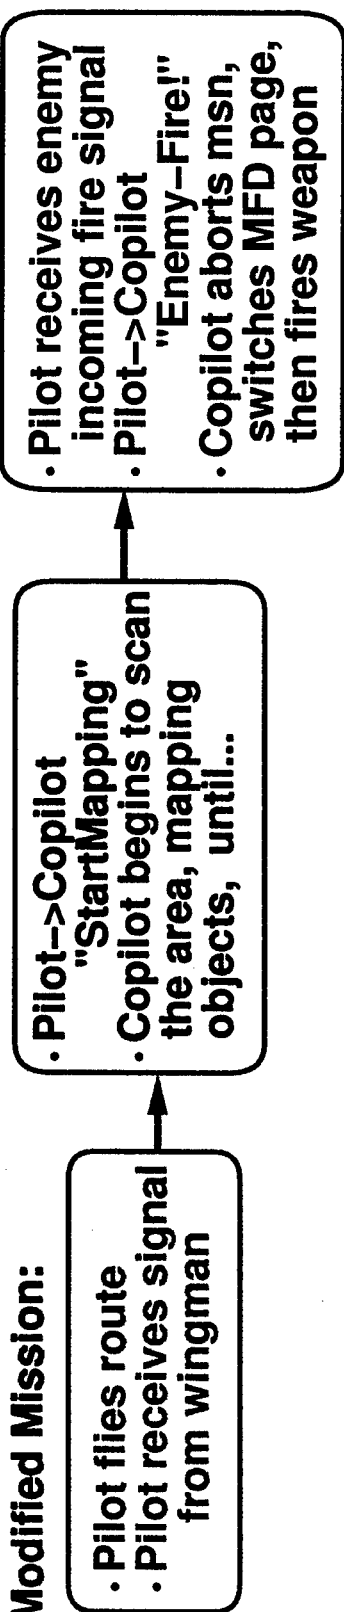 Modified Mission:
· Pilot flies route
· Pilot receives signal
from wingman
· Pilot–>Copilot
"StartMapping"
· Copilot begins to scan
the area, mapping
objects, until...
· Pilot receives enemy
incoming fire signal
· Pilot–>Copilot
"Enemy–Fire!"
· Copilot aborts msn,
switches MFD page,
then fires weapon